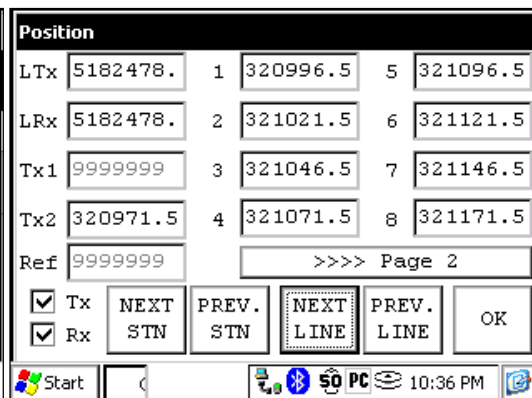 Position
LTx 5182478. 1 320996.5 5 321096.5
LRx 5182478. 2 321021.5 6 321121.5
Tx1 9999999 3 321046.5 7 321146.5
Tx2 320971.5 4 321071.5 8 321171.5
Ref 9999999 >>>> Page 2
Tx NEXT PREV. NEXT PREV. OK
Rx STN STN LINE LINE
Start 50 PC 10:36 PM